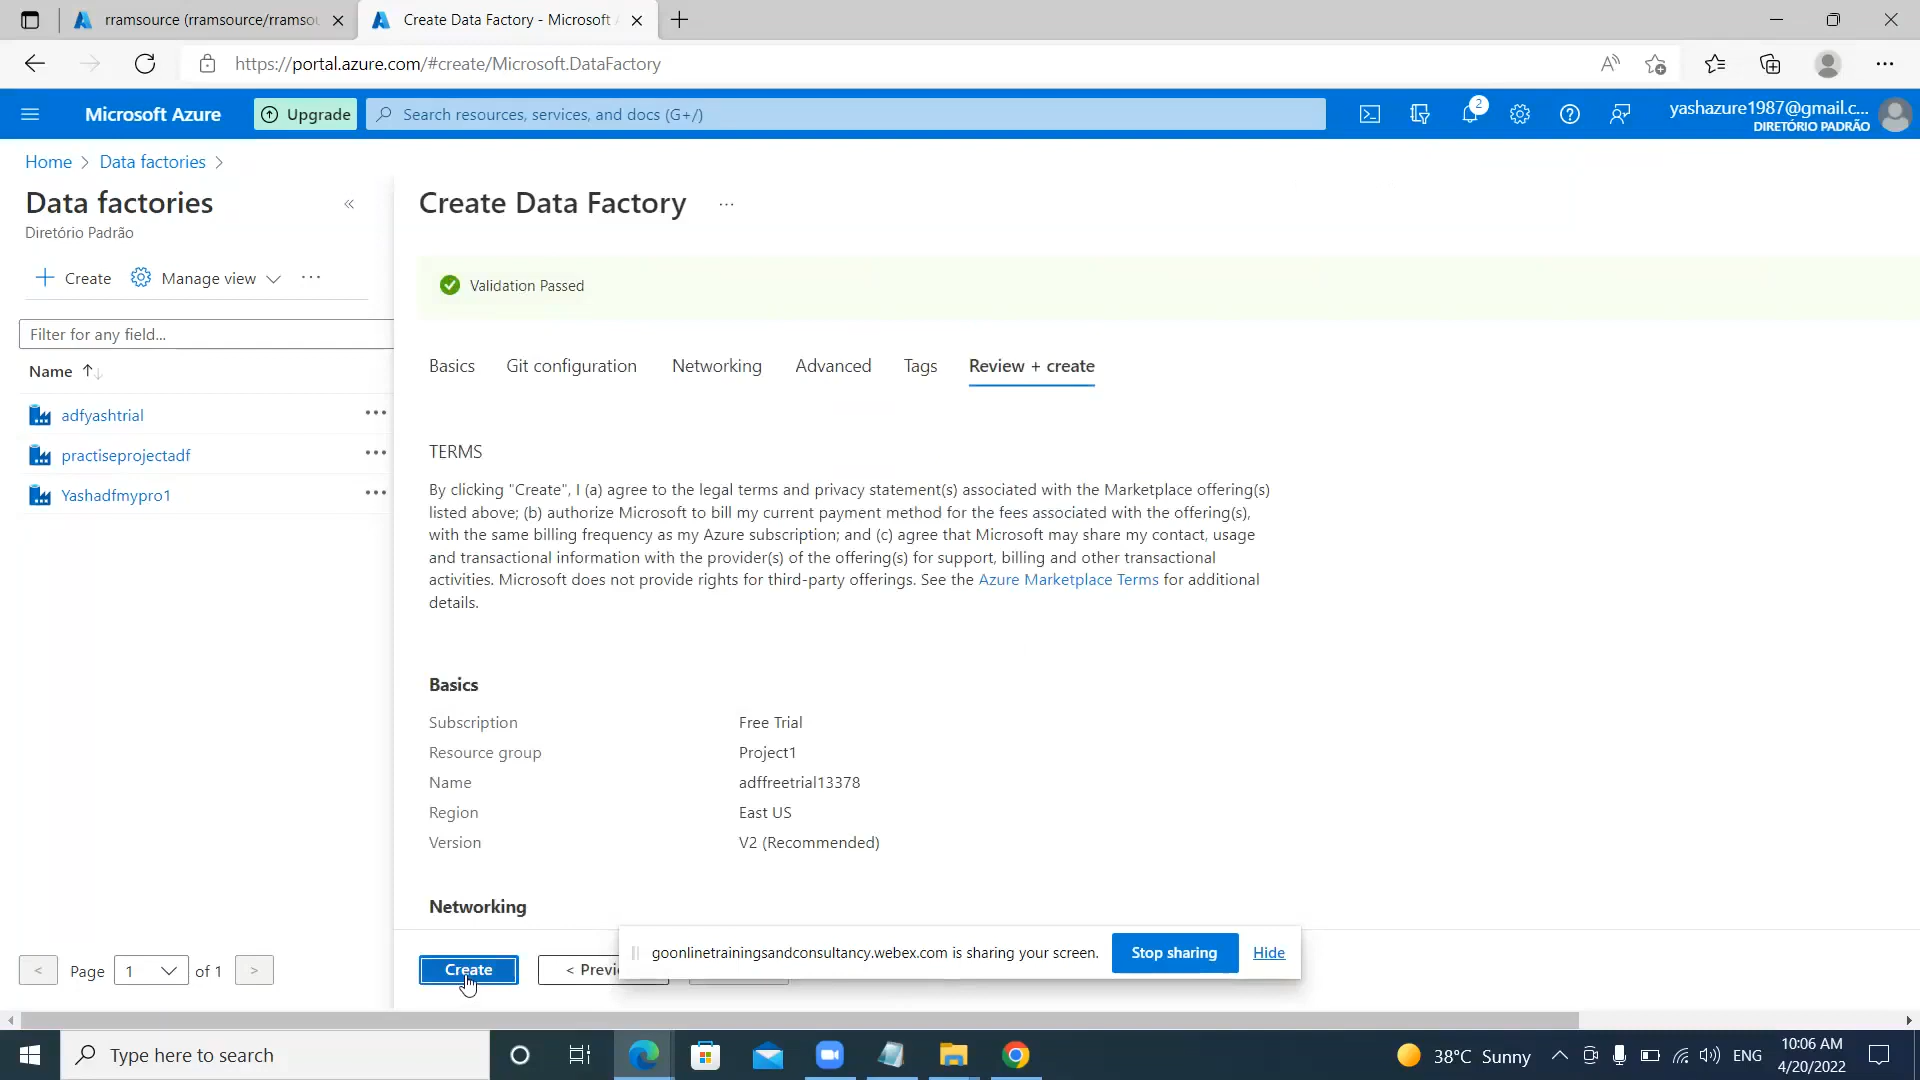 rramsource (rramsource/rramsou
Create Data Factory - Microsoft
https://portal.azure.com/#create/Microsoft.DataFactory
Microsoft Azure
Upgrade
Search resources, services, and docs (G+/)
2
yashazure1987@gmail.c...
DIRETÓRIO PADRÃO
Home > Data factories >
Data factories
Diretório Padrão
Create
Manage view
Filter for any field...
Name
adfyashtrial
practiseprojectadf
Yashadfmypro1
< Page 1 of 1 >
Create Data Factory
Validation Passed
Basics Git configuration Networking Advanced Tags Review + create
TERMS
By clicking "Create", I (a) agree to the legal terms and privacy statement(s) associated with the Marketplace offering(s)
listed above; (b) authorize Microsoft to bill my current payment method for the fees associated with the offering(s),
with the same billing frequency as my Azure subscription; and (c) agree that Microsoft may share my contact, usage
and transactional information with the provider(s) of the offering(s) for support, billing and other transactional
activities. Microsoft does not provide rights for third-party offerings. See the Azure Marketplace Terms for additional
details.
Basics
Subscription Free Trial
Resource group Project1
Name adffreetrial13378
Region East US
Version V2 (Recommended)
Networking
Create
< Previ
goonlinetrainingsandconsultancy.webex.com is sharing your screen.
Stop sharing
Hide
Type here to search
38°C Sunny
ENG
10:06 AM
4/20/2022